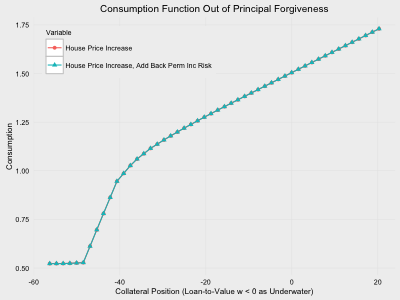 Consumption Function Out of Principal Forgiveness
Variable
House Price Increase
House Price Increase, Add Back Perm Inc Risk
Consumption
1.75
1.50
1.25
1.00
0.75
0.50
-60
-40
-20
0
20
Collateral Position (Loan-to-Value w < 0 as Underwater)